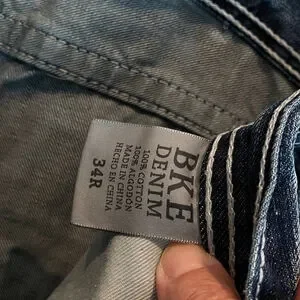 BKE
DENIM
100% COTTON
100% ALGODON
MADE IN CHINA
HECHO EN CHINA
34R